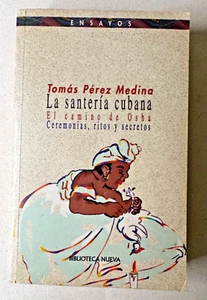 ENSAYOS
Tomás Pérez Medina
La santería cubana
El camino de Osha
Ceremonias, ritos y secretos
BIBLIOTECA NUEVA